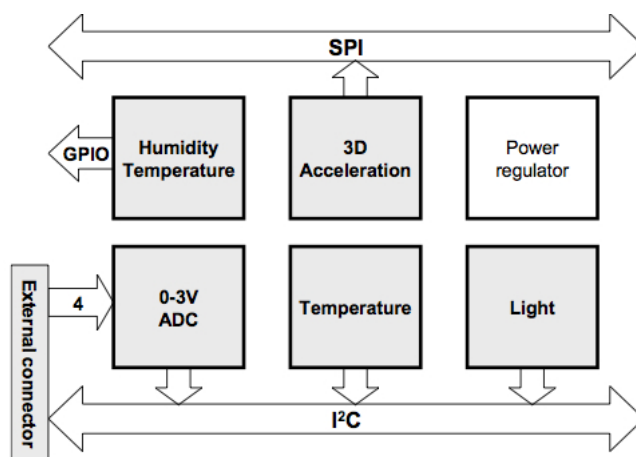 SPI
GPIO
Humidity
Temperature
3D
Acceleration
Power
regulator
External connector
4
0-3V
ADC
Temperature
Light
I²C